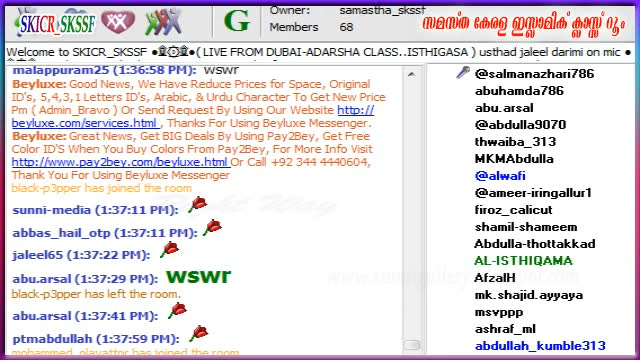 SKICR_SKSSF
G
Owner: samastha_skssf
Members 68
സമസ്ത കേരള ഇസ്ലാമിക് ക്ലാസ്സ് റൂം
Welcome to SKICR_SKSSF ●۩۞۩●( LIVE FROM DUBAI-ADARSHA CLASS..ISTHIGASA ) usthad jaleel darimi on mic ●
malappuram25 (1:36:58 PM): wswr
Beyluxe: Good News, We Have Reduce Prices for Space, Original
ID's, 5,4,3,1 Letters ID's, Arabic, & Urdu Character To Get New Price
Pm ( Admin_Bravo ) Or Send Request By Using Our Website http://
beyluxe.com/services.html , Thanks For Using Beyluxe Messenger.
Beyluxe: Great News, Get BIG Deals By Using Pay2Bey, Get Free
Color ID'S When You Buy Colors From Pay2Bey, For More Info Visit
http://www.pay2bey.com/beyluxe.html Or Call +92 344 4440604,
Thank You For Using Beyluxe Messenger
black-p3pper has joined the room
sunni-media (1:37:11 PM):
abbas_hail_otp (1:37:11 PM):
jaleel65 (1:37:22 PM):
abu.arsal (1:37:29 PM): wswr
black-p3pper has left the room.
abu.arsal (1:37:41 PM):
ptmabdullah (1:37:59 PM):
mohammed_olavattor has joined the room
@salmanazhari786
abuhamda786
abu.arsal
@abdulla9070
thwaiba_313
MKMAbdulla
@alwafi
@ameer-iringallur1
firoz_calicut
shamil-shameem
Abdulla-thottakkad
AL-ISTHIQAMA
AfzalH
mk.shajid.ayyaya
msvppp
ashraf_ml
abdullah_kumble313